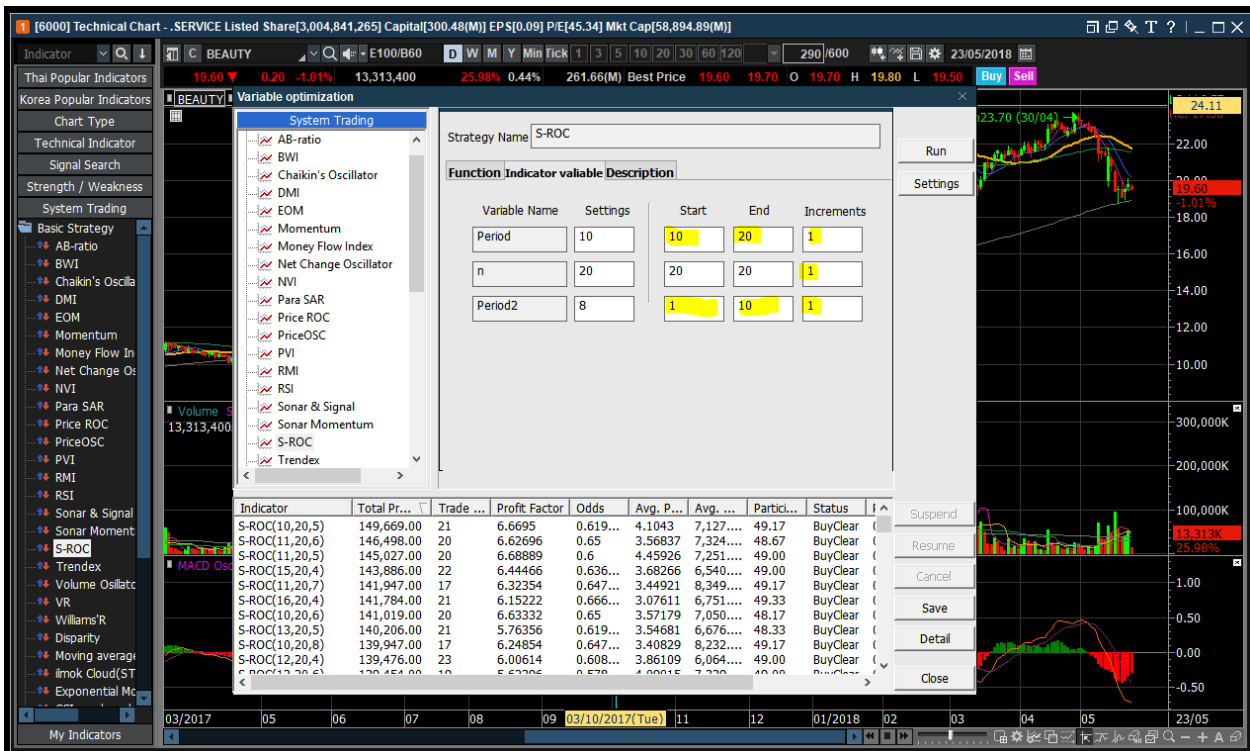 [6000] Technical Chart - .SERVICE Listed Share[3,004,841,265] Capital[300.48(M)] EPS[0.09] P/E[45.34] Mkt Cap[58,894.89(M)]
Indicator C BEAUTY E100/B60 D W M Y Min Tick 1 3 5 10 20 30 60 120 290 /600 23/05/2018
19.60 ▼ 0.20 -1.01% 13,313,400 25.98% 0.44% 261.66(M) Best Price 19.60 19.70 O 19.70 H 19.80 L 19.50 Buy Sell
Thai Popular Indicators
Korea Popular Indicators
Chart Type
Technical Indicator
Signal Search
Strength / Weakness
System Trading
Basic Strategy
AB-ratio
BWI
Chaikin's Oscilla
DMI
EOM
Momentum
Money Flow In
Net Change Os
NVI
Para SAR
Price ROC
PriceOSC
PVI
RMI
RSI
Sonar & Signal
Sonar Moment
S-ROC
Trendex
Volume Osillato
VR
Williams'R
Disparity
Moving average
ilmok Cloud(ST
Exponential Mo
My Indicators
BEAUTY
Variable optimization
System Trading
AB-ratio
BWI
Chaikin's Oscillator
DMI
EOM
Momentum
Money Flow Index
Net Change Oscillator
NVI
Para SAR
Price ROC
PriceOSC
PVI
RMI
RSI
Sonar & Signal
Sonar Momentum
S-ROC
Trendex
Strategy Name S-ROC
Function Indicator valiable Description
Variable Name Settings Start End Increments
Period 10 10 20 1
n 20 20 20 1
Period2 8 1 10 1
Run
Settings
Indicator Total Pr... Trade ... Profit Factor Odds Avg. P... Avg. ... Partici... Status
S-ROC(10,20,5) 149,669.00 21 6.6695 0.619... 4.1043 7,127.... 49.17 BuyClear
S-ROC(11,20,6) 146,498.00 20 6.62696 0.65 3.56837 7,324.... 48.67 BuyClear
S-ROC(11,20,5) 145,027.00 20 6.68889 0.6 4.45926 7,251.... 49.00 BuyClear
S-ROC(15,20,4) 143,886.00 22 6.44466 0.636... 3.68266 6,540.... 49.00 BuyClear
S-ROC(11,20,7) 141,947.00 17 6.32354 0.647... 3.44921 8,349.... 49.17 BuyClear
S-ROC(16,20,4) 141,784.00 21 6.15222 0.666... 3.07611 6,751.... 49.33 BuyClear
S-ROC(10,20,6) 141,019.00 20 6.63332 0.65 3.57179 7,050.... 48.17 BuyClear
S-ROC(13,20,5) 140,206.00 21 5.76356 0.619... 3.54681 6,676.... 48.33 BuyClear
S-ROC(10,20,8) 139,947.00 17 6.24854 0.647... 3.40829 8,232.... 49.17 BuyClear
S-ROC(12,20,4) 139,476.00 23 6.00614 0.608... 3.86109 6,064.... 49.00 BuyClear
Suspend
Resume
Cancel
Save
Detail
Close
Volume
13,313,400
MACD Osc
23.70 (30/04)
24.11
22.00
20.00
19.60
-1.01%
18.00
16.00
14.00
12.00
10.00
300,000K
200,000K
100,000K
13,313K
25.98%
1.00
0.50
0.00
-0.50
03/2017 05 06 07 08 09 03/10/2017(Tue) 11 12 01/2018 02 03 04 05 23/05